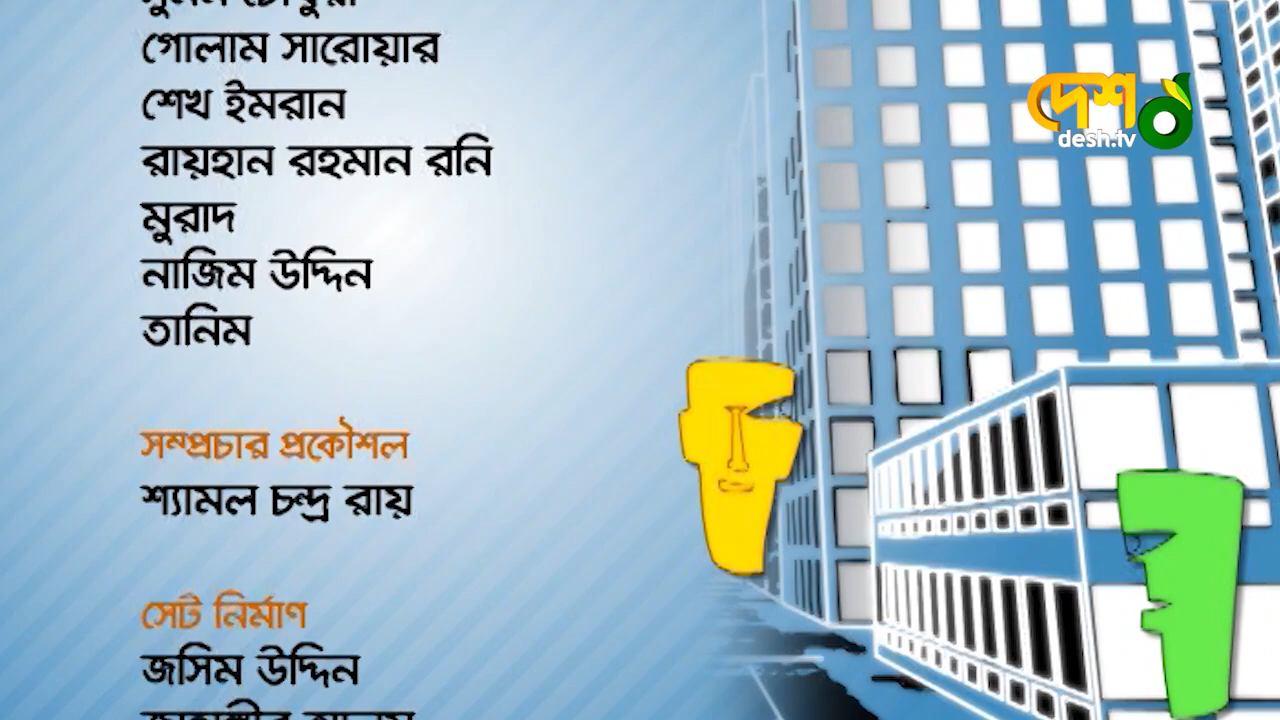 গোলাম সারোয়ার
শেখ ইমরান
রায়হান রহমান রনি
মুরাদ
নাজিম উদ্দিন
তানিম
সম্প্রচার প্রকৌশল
শ্যামল চন্দ্র রায়
সেট নির্মাণ
জসিম উদ্দিন
দেশ
desh.tv